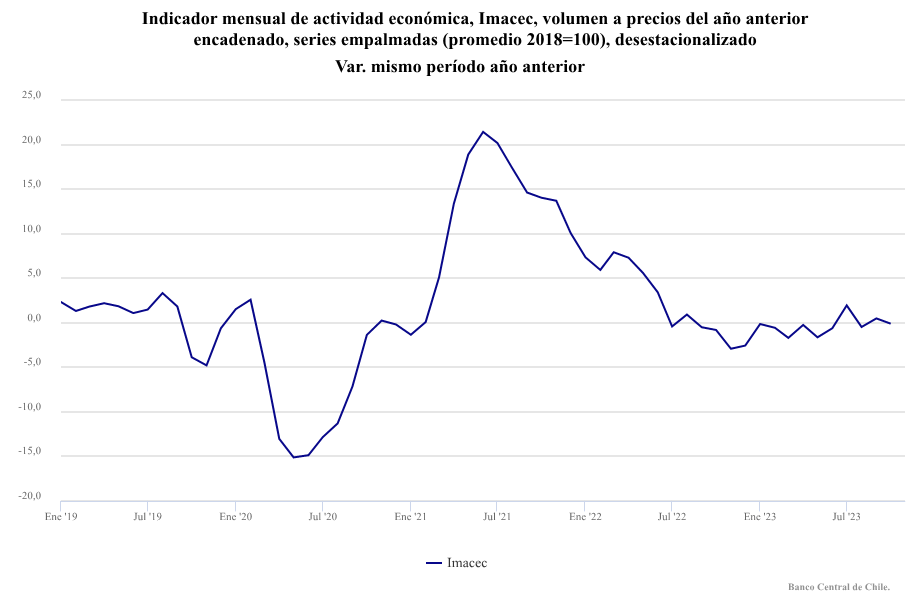 Indicador mensual de actividad económica, Imacec, volumen a precios del año anterior
encadenado, series empalmadas (promedio 2018=100), desestacionalizado
Var. mismo período año anterior
25,0
20,0
15,0
10,0
5,0
0,0
-5,0
-10,0
-15,0
-20,0
Ene '19 Jul '19 Ene '20 Jul '20 Ene '21 Jul '21 Ene '22 Jul '22 Ene '23 Jul '23
Imacec
Banco Central de Chile.